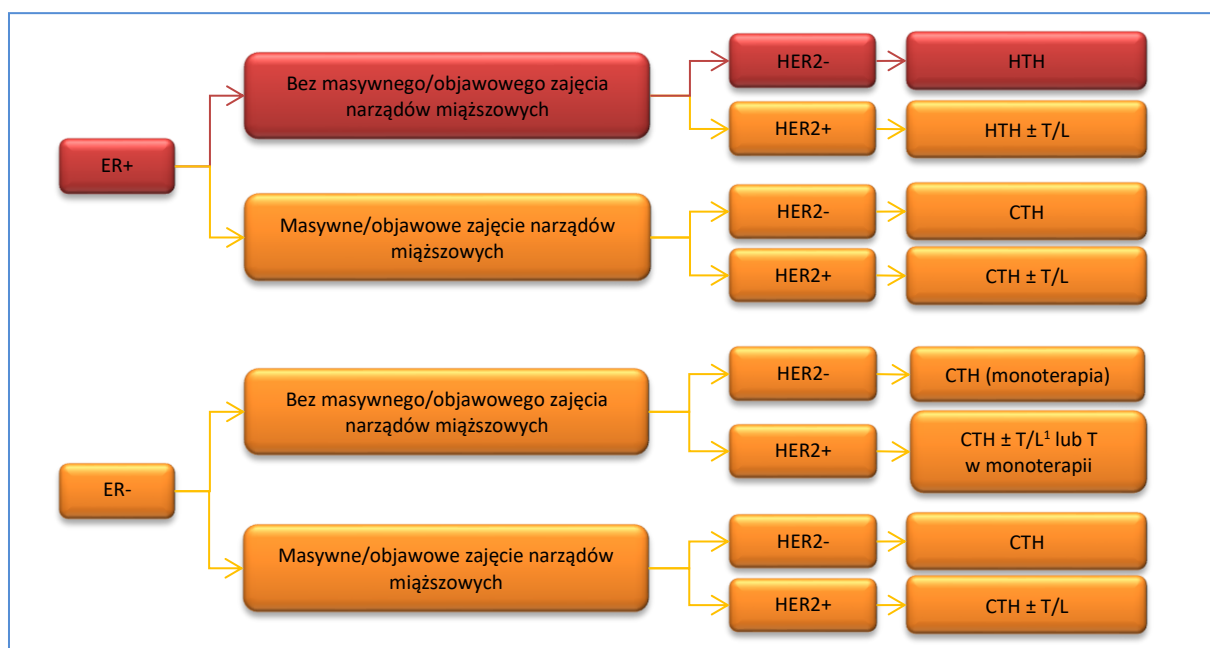 ER+
Bez masywnego/objawowego zajęcia
narządów miąższowych
HER2-
HTH
HER2+
HTH ± T/L
Masywne/objawowe zajęcie narządów
miąższowych
HER2-
CTH
HER2+
CTH ± T/L
ER-
Bez masywnego/objawowego zajęcia
narządów miąższowych
HER2-
CTH (monoterapia)
HER2+
CTH ± T/L¹ lub T
w monoterapii
Masywne/objawowe zajęcie narządów
miąższowych
HER2-
CTH
HER2+
CTH ± T/L